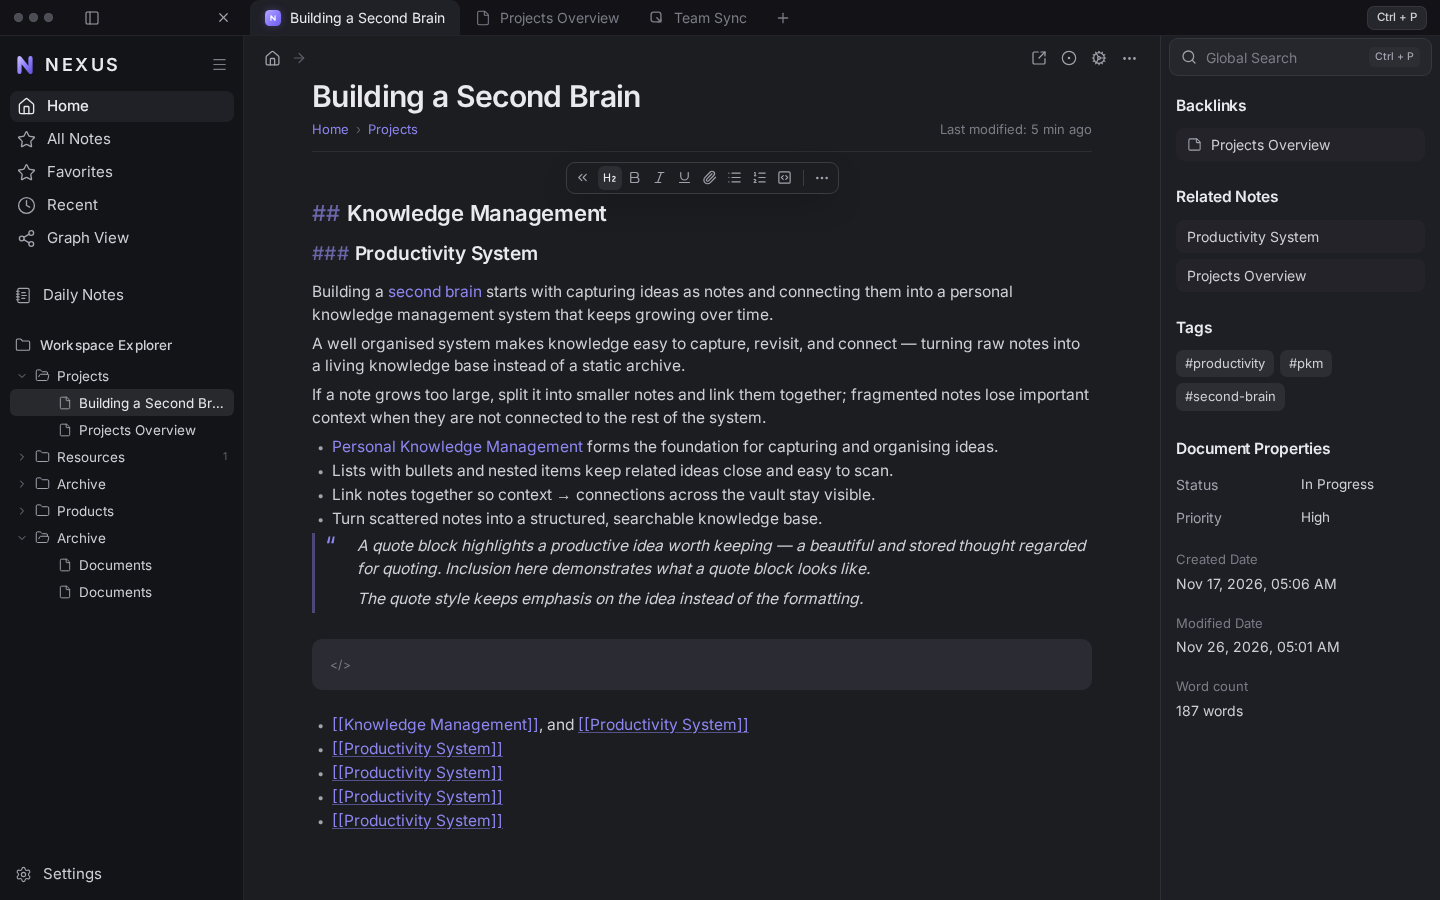 Building a Second Brain
Projects Overview
Team Sync
Ctrl + P
NEXUS
Home
All Notes
Favorites
Recent
Graph View
Daily Notes
Workspace Explorer
Projects
Building a Second Br...
Projects Overview
Resources 1
Archive
Products
Archive
Documents
Documents
Settings
Building a Second Brain
Home › Projects
Last modified: 5 min ago
H2 B I U
## Knowledge Management
### Productivity System
Building a second brain starts with capturing ideas as notes and connecting them into a personal
knowledge management system that keeps growing over time.
A well organised system makes knowledge easy to capture, revisit, and connect — turning raw notes into
a living knowledge base instead of a static archive.
If a note grows too large, split it into smaller notes and link them together; fragmented notes lose important
context when they are not connected to the rest of the system.
• Personal Knowledge Management forms the foundation for capturing and organising ideas.
• Lists with bullets and nested items keep related ideas close and easy to scan.
• Link notes together so context → connections across the vault stay visible.
• Turn scattered notes into a structured, searchable knowledge base.
“ A quote block highlights a productive idea worth keeping — a beautiful and stored thought regarded
for quoting. Inclusion here demonstrates what a quote block looks like.
The quote style keeps emphasis on the idea instead of the formatting.
</>
• [[Knowledge Management]], and [[Productivity System]]
• [[Productivity System]]
• [[Productivity System]]
• [[Productivity System]]
• [[Productivity System]]
Global Search Ctrl + P
Backlinks
Projects Overview
Related Notes
Productivity System
Projects Overview
Tags
#productivity #pkm
#second-brain
Document Properties
Status In Progress
Priority High
Created Date
Nov 17, 2026, 05:06 AM
Modified Date
Nov 26, 2026, 05:01 AM
Word count
187 words